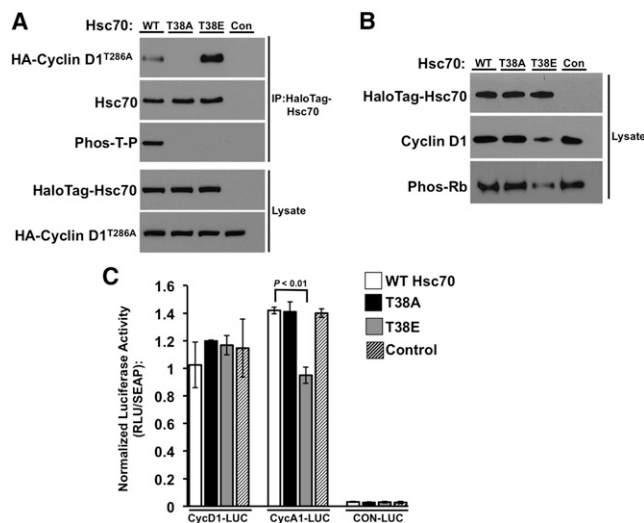 A
Hsc70: WT T38A T38E Con
HA-Cyclin D1T286A
Hsc70
Phos-T-P
IP:HaloTag-
Hsc70
HaloTag-Hsc70
HA-Cyclin D1T286A
Lysate
B
Hsc70: WT T38A T38E Con
HaloTag-Hsc70
Cyclin D1
Phos-Rb
Lysate
C
Normalized Luciferase Activity
(RLU/SEAP):
1.6
1.4
1.2
1
0.8
0.6
0.4
0.2
0
P < 0.01
CycD1-LUC CycA1-LUC CON-LUC
WT Hsc70
T38A
T38E
Control